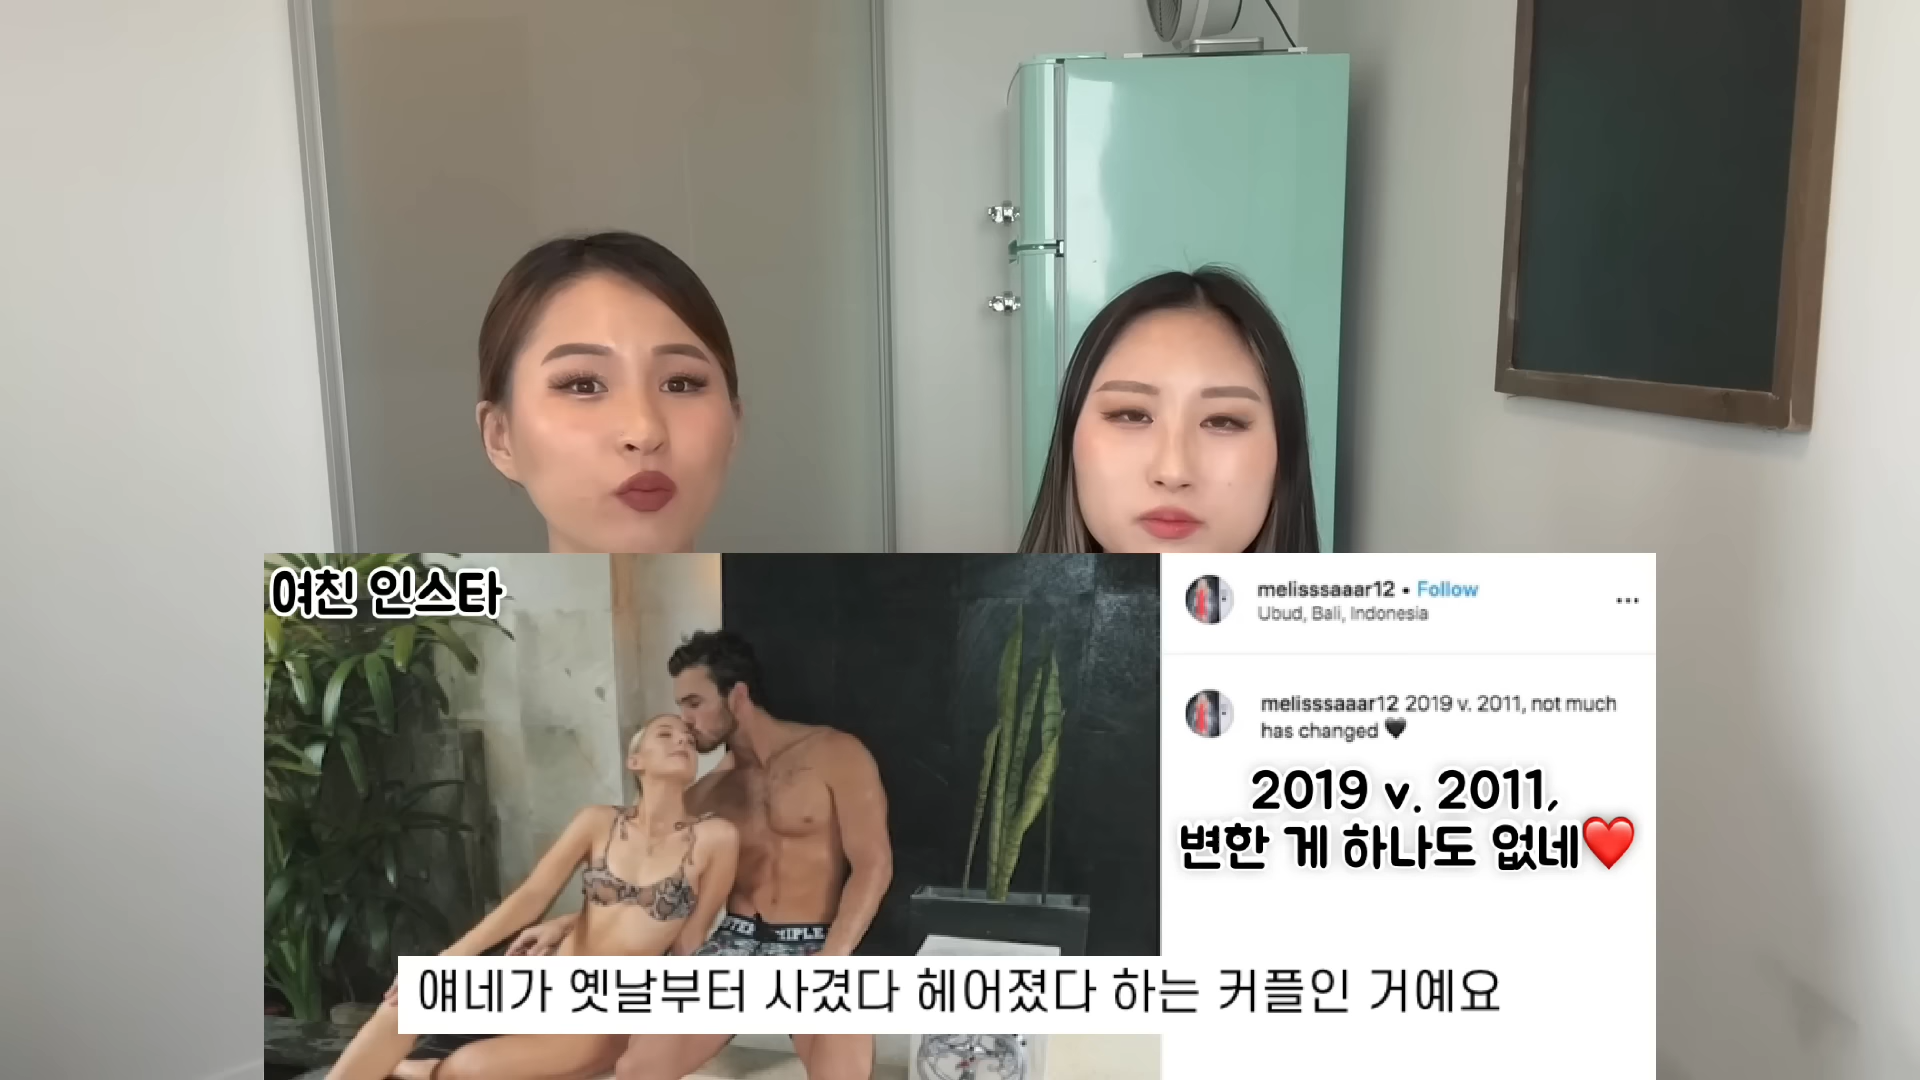 여친 인스타
melisssaaar12 • Follow
Ubud, Bali, Indonesia
melisssaaar12 2019 v. 2011, not much
has changed 🖤
2019 v. 2011,
변한 게 하나도 없네❤️
얘네가 옛날부터 사겼다 헤어졌다 하는 커플인 거예요